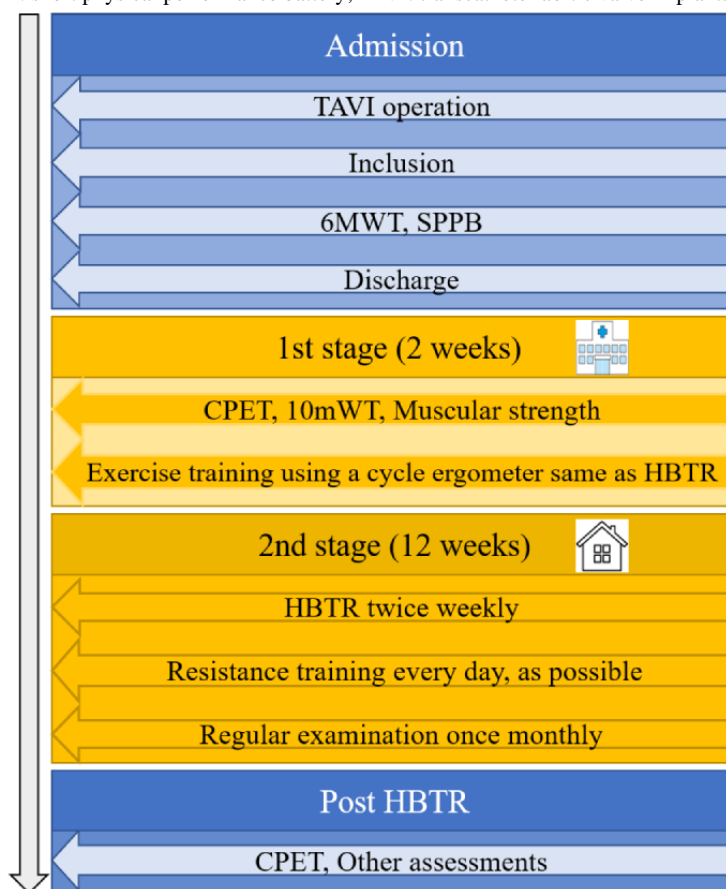 Admission
TAVI operation
Inclusion
6MWT, SPPB
Discharge
1st stage (2 weeks)
CPET, 10mWT, Muscular strength
Exercise training using a cycle ergometer same as HBTR
2nd stage (12 weeks)
HBTR twice weekly
Resistance training every day, as possible
Regular examination once monthly
Post HBTR
CPET, Other assessments